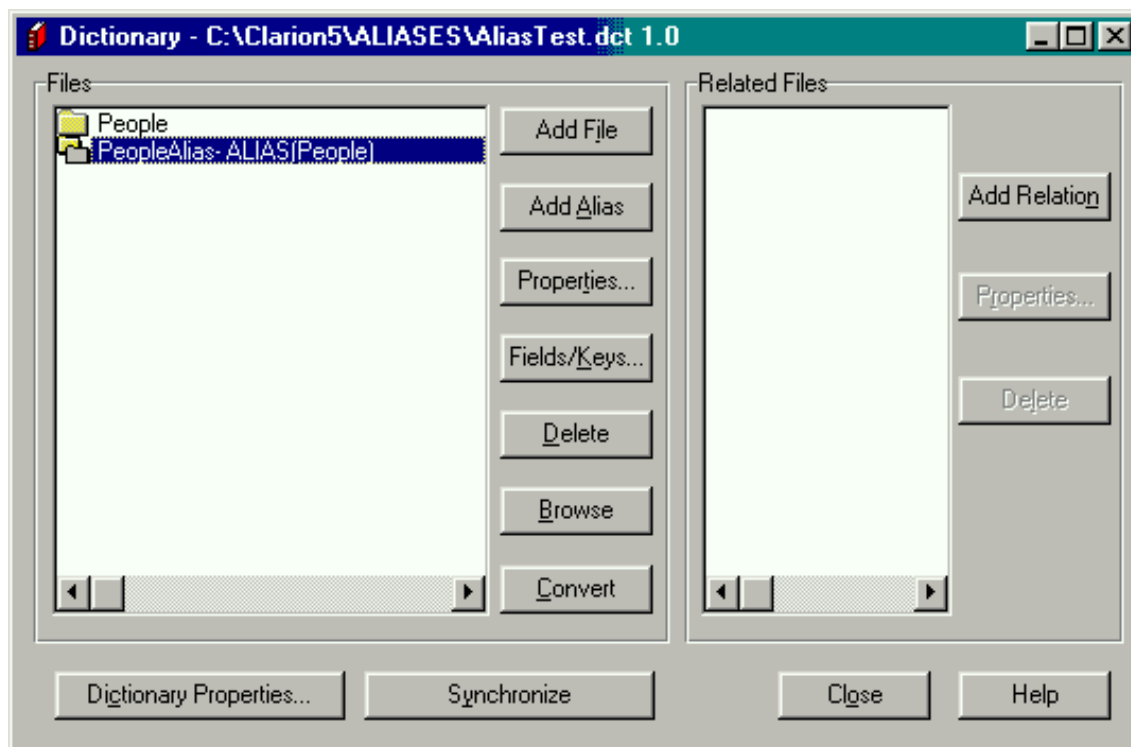 Dictionary - C:\Clarion5\ALIASES\AliasTest.dct 1.0
Files
People
PeopleAlias- ALIAS(People)
Add File
Add Alias
Properties...
Fields/Keys...
Delete
Browse
Convert
Related Files
Add Relation
Properties...
Delete
Dictionary Properties...
Synchronize
Close
Help